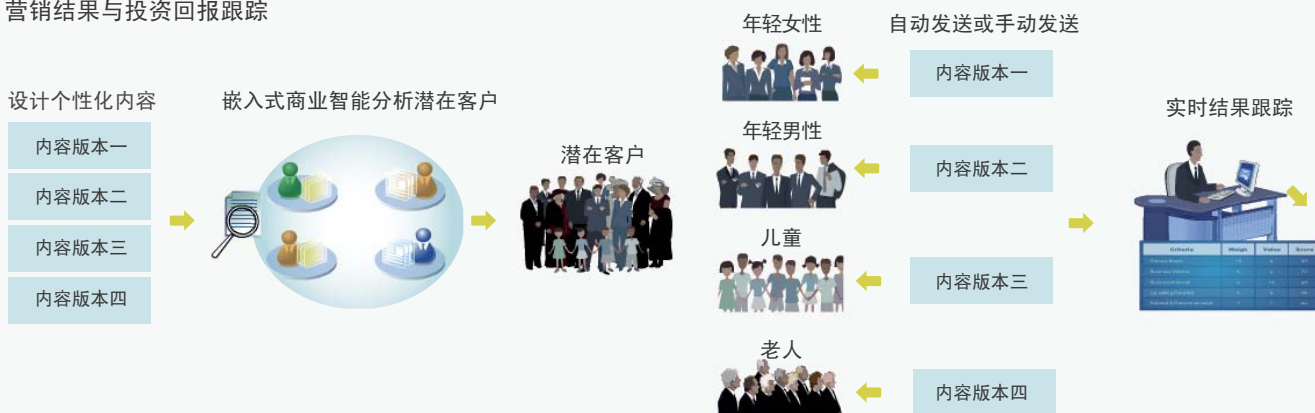 营销结果与投资回报跟踪
设计个性化内容
内容版本一
内容版本二
内容版本三
内容版本四
嵌入式商业智能分析潜在客户
潜在客户
年轻女性
年轻男性
儿童
老人
自动发送或手动发送
内容版本一
内容版本二
内容版本三
内容版本四
实时结果跟踪
Criteria Weigh Value Score